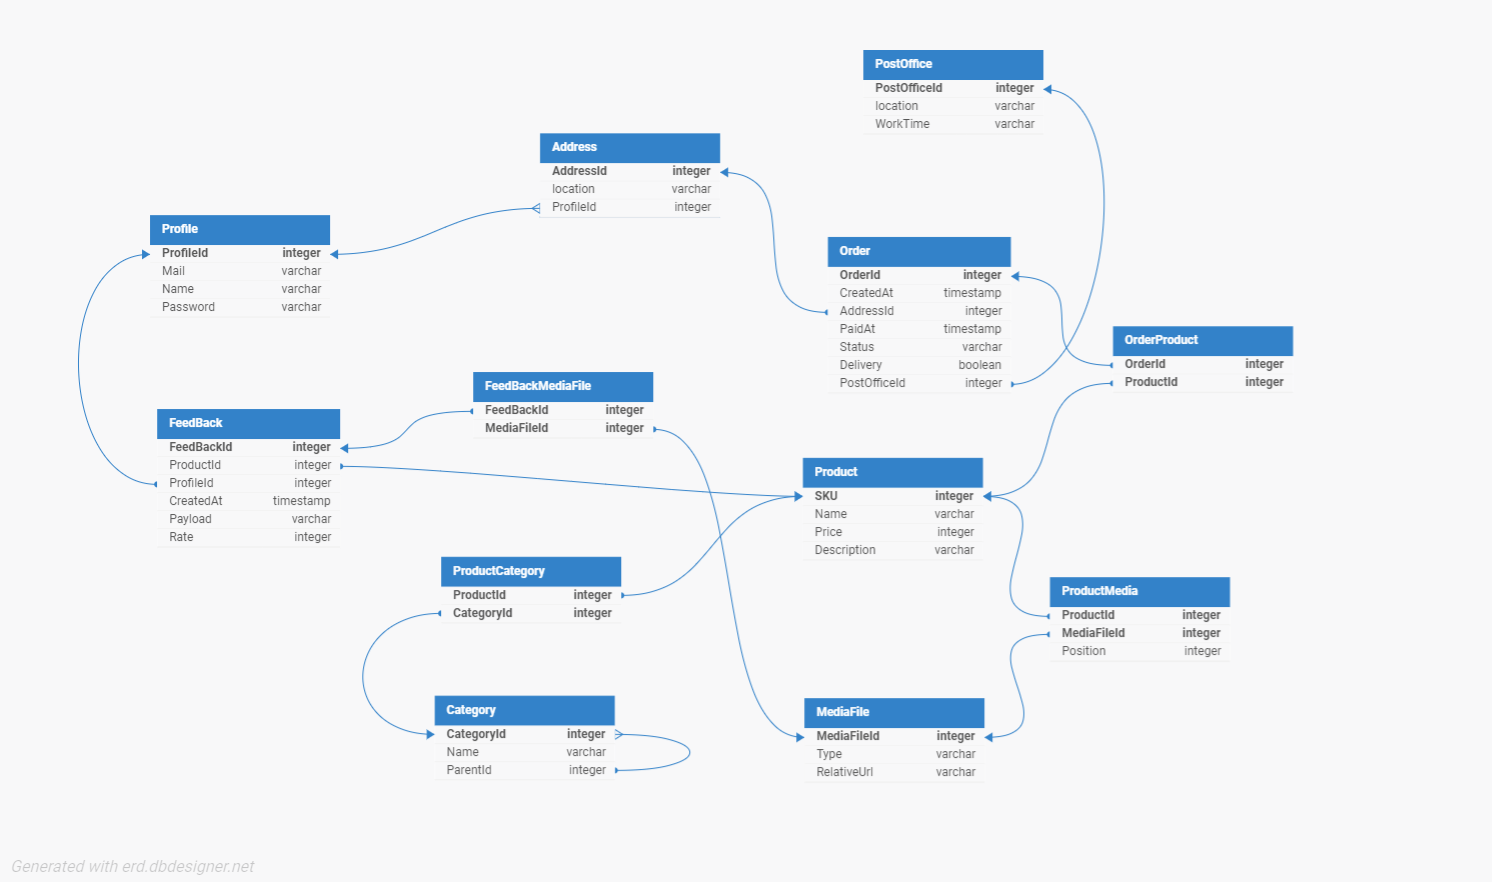 PostOffice
PostOfficeId integer
location varchar
WorkTime varchar
Address
AddressId integer
location varchar
ProfileId integer
Profile
ProfileId integer
Mail varchar
Name varchar
Password varchar
Order
OrderId integer
CreatedAt timestamp
AddressId integer
PaidAt timestamp
Status varchar
Delivery boolean
PostOfficeId integer
OrderProduct
OrderId integer
ProductId integer
FeedBackMediaFile
FeedBackId integer
MediaFileId integer
FeedBack
FeedBackId integer
ProductId integer
ProfileId integer
CreatedAt timestamp
Payload varchar
Rate integer
Product
SKU integer
Name varchar
Price integer
Description varchar
ProductCategory
ProductId integer
CategoryId integer
ProductMedia
ProductId integer
MediaFileId integer
Position integer
Category
CategoryId integer
Name varchar
ParentId integer
MediaFile
MediaFileId integer
Type varchar
RelativeUrl varchar
Generated with erd.dbdesigner.net